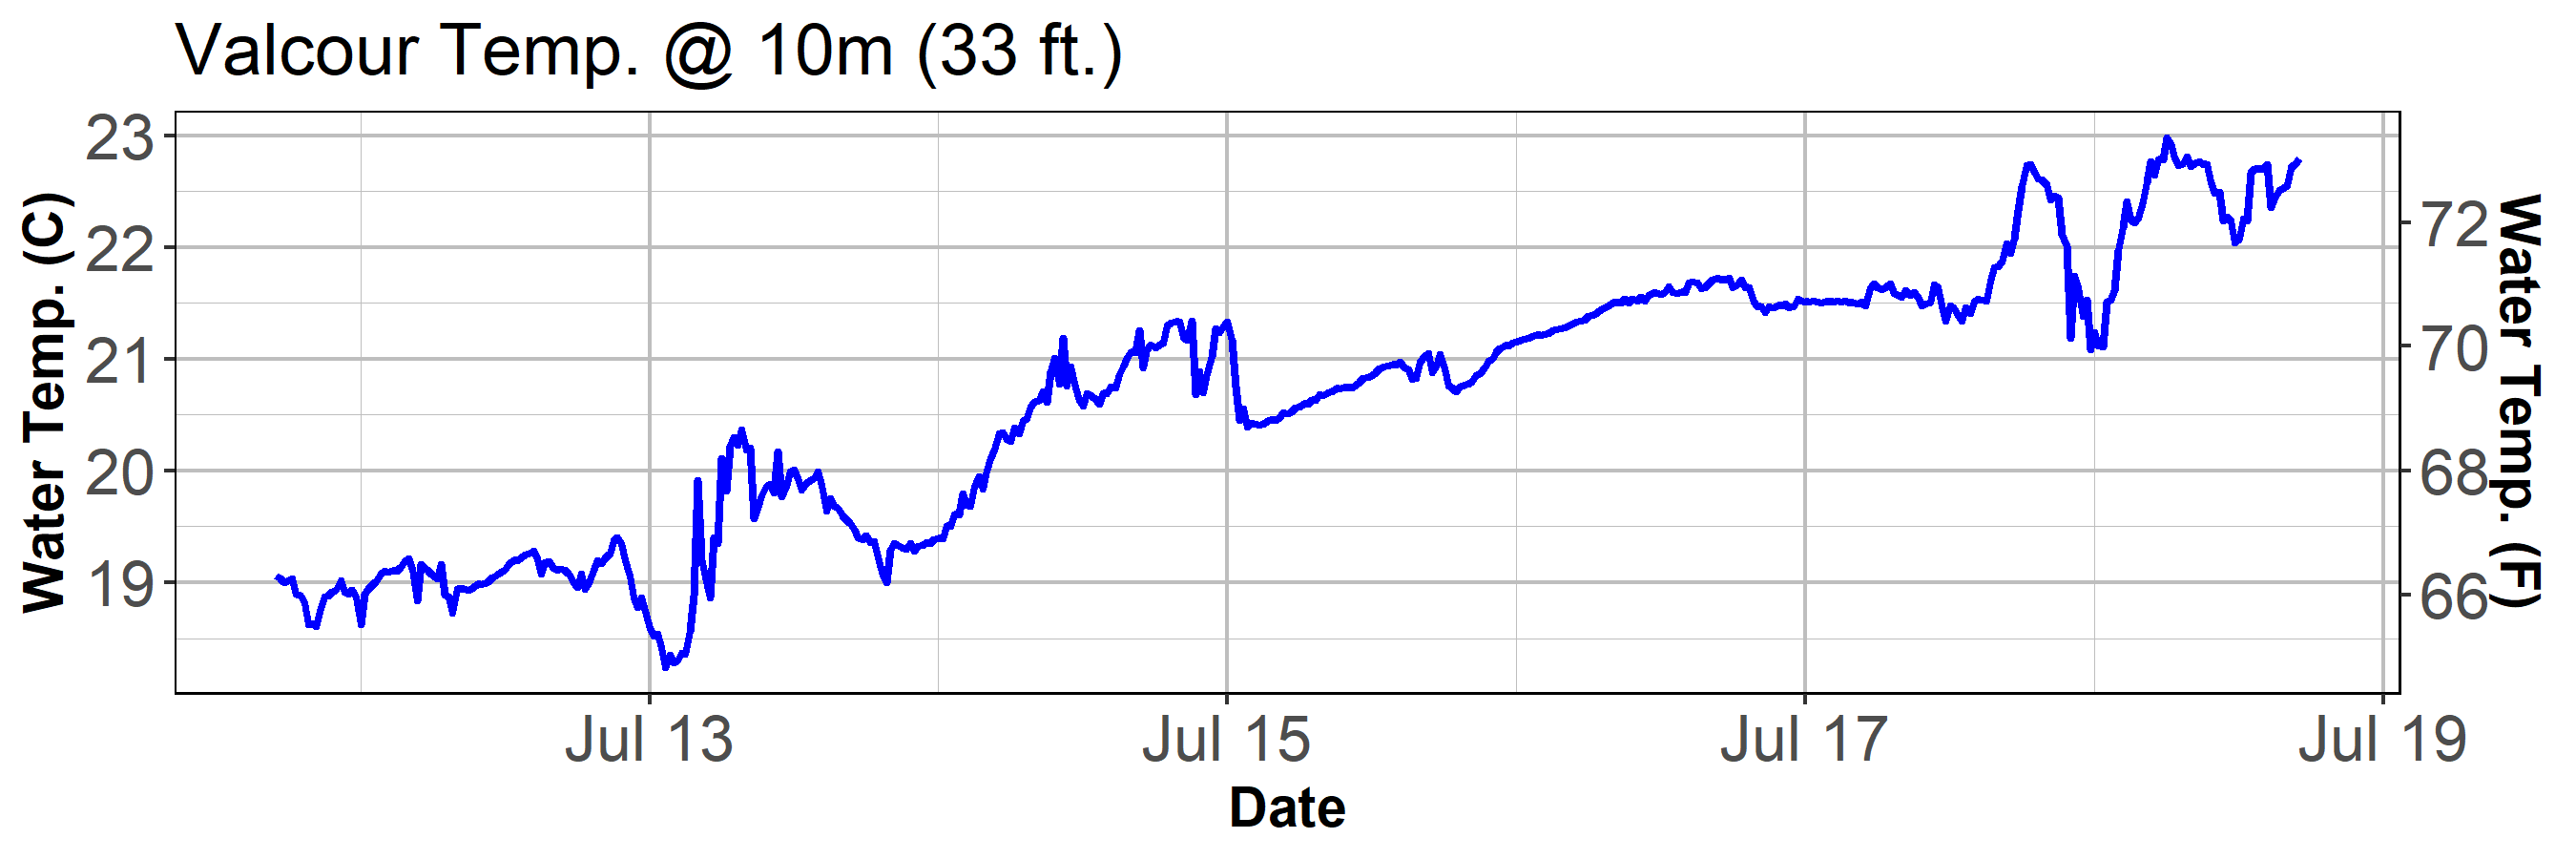 Valcour Temp. @ 10m (33 ft.)
Water Temp. (C)
23
22
21
20
19
72
70
68
66
Water Temp. (F)
Jul 13
Jul 15
Jul 17
Jul 19
Date